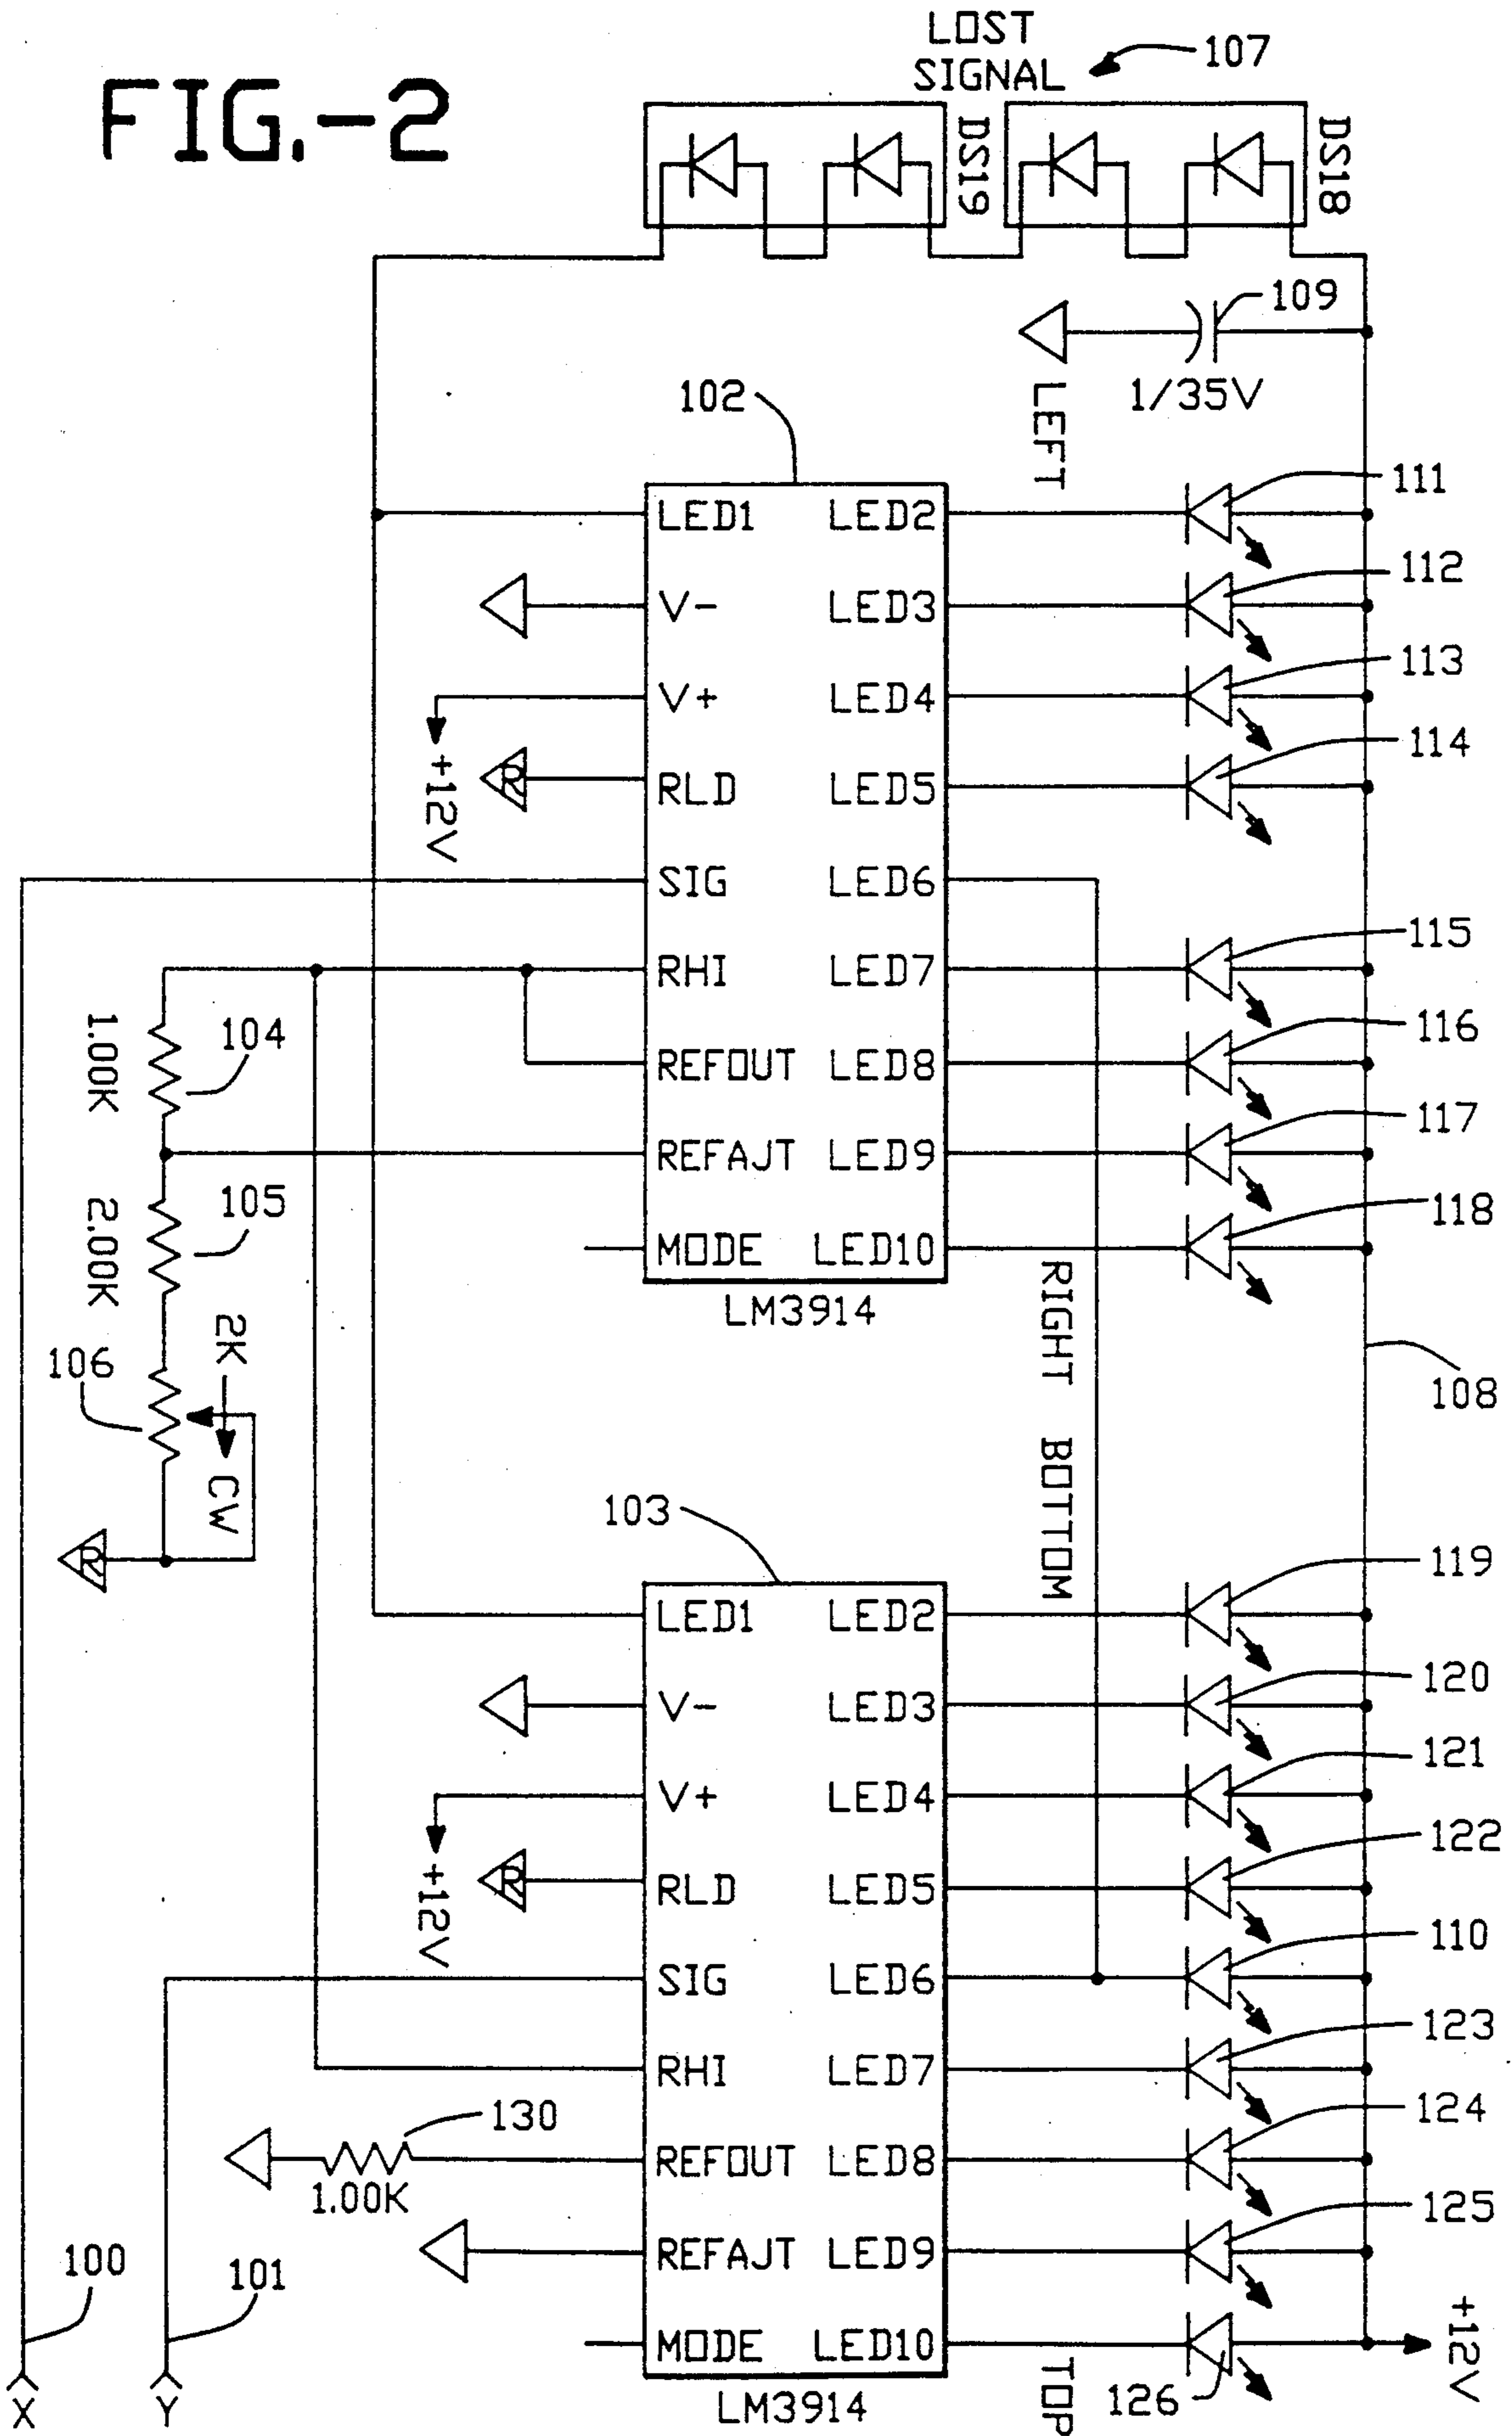 FIG.-2
LOST
SIGNAL
107
DS19
DS18
109
1/35V
LEFT
102
LED1 LED2 111
V- LED3 112
V+ LED4 113
+12V
RLD LED5 114
R
SIG LED6
RHI LED7 115
104
1.00K
REFOUT LED8 116
REFAJT LED9 117
105
2.00K
MODE LED10 118
LM3914
RIGHT
2K
106
CW
R
108
BOTTOM
103
LED1 LED2 119
V- LED3 120
V+ LED4 121
+12V
RLD LED5 122
R
SIG LED6 110
RHI LED7 123
130
1.00K
REFOUT LED8 124
REFAJT LED9 125
100
101
MODE LED10 126
LM3914
TOP
+12V
X
Y